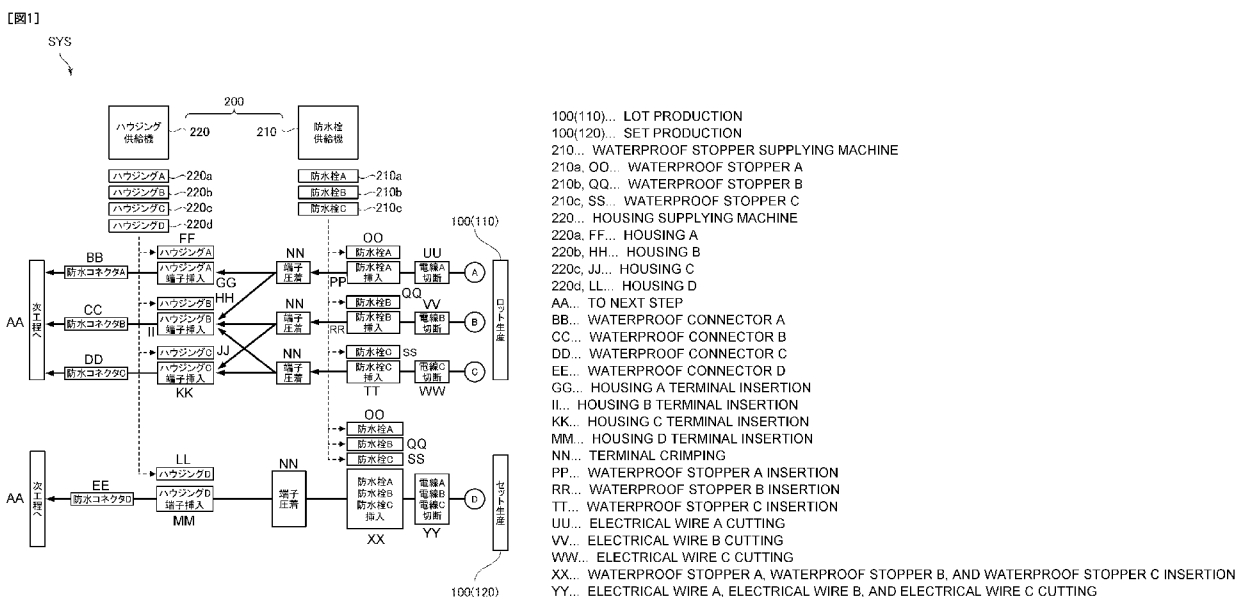 [図1]
SYS
200
ハウジング
供給機
220
210
防水栓
供給機
ハウジングA
220a
ハウジングB
220b
ハウジングC
220c
ハウジングD
220d
防水栓A
210a
防水栓B
210b
防水栓C
210c
100(110)
FF
ハウジングA
BB
防水コネクタA
ハウジングA
端子挿入
GG
NN
端子
圧着
OO
防水栓A
PP
防水栓A
挿入
UU
電線A
切断
A
HH
ハウジングB
CC
防水コネクタB
ハウジングB
端子挿入
II
端子
圧着
NN
防水栓B
QQ
RR
防水栓B
挿入
VV
電線B
切断
B
AA
次工程へ
ロット生産
ハウジングC
JJ
DD
防水コネクタC
ハウジングC
端子挿入
KK
NN
端子
圧着
防水栓C
SS
防水栓C
挿入
TT
電線C
切断
WW
C
OO
防水栓A
防水栓B
QQ
防水栓C
SS
LL
ハウジングD
AA
次工程へ
EE
防水コネクタD
ハウジングD
端子挿入
MM
NN
端子
圧着
防水栓A
防水栓B
防水栓C
挿入
XX
電線A
電線B
電線C
切断
YY
D
セット生産
100(120)
100(110)... LOT PRODUCTION
100(120)... SET PRODUCTION
210... WATERPROOF STOPPER SUPPLYING MACHINE
210a, OO... WATERPROOF STOPPER A
210b, QQ... WATERPROOF STOPPER B
210c, SS... WATERPROOF STOPPER C
220... HOUSING SUPPLYING MACHINE
220a, FF... HOUSING A
220b, HH... HOUSING B
220c, JJ... HOUSING C
220d, LL... HOUSING D
AA... TO NEXT STEP
BB... WATERPROOF CONNECTOR A
CC... WATERPROOF CONNECTOR B
DD... WATERPROOF CONNECTOR C
EE... WATERPROOF CONNECTOR D
GG... HOUSING A TERMINAL INSERTION
II... HOUSING B TERMINAL INSERTION
KK... HOUSING C TERMINAL INSERTION
MM... HOUSING D TERMINAL INSERTION
NN... TERMINAL CRIMPING
PP... WATERPROOF STOPPER A INSERTION
RR... WATERPROOF STOPPER B INSERTION
TT... WATERPROOF STOPPER C INSERTION
UU... ELECTRICAL WIRE A CUTTING
VV... ELECTRICAL WIRE B CUTTING
WW... ELECTRICAL WIRE C CUTTING
XX... WATERPROOF STOPPER A, WATERPROOF STOPPER B, AND WATERPROOF STOPPER C INSERTION
YY... ELECTRICAL WIRE A, ELECTRICAL WIRE B, AND ELECTRICAL WIRE C CUTTING